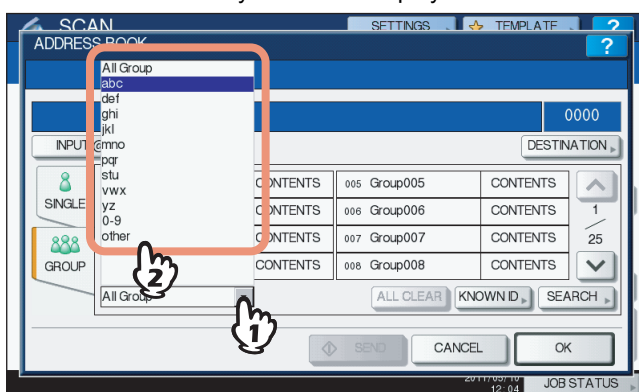 SCAN SETTINGS TEMPLATE ?
ADDRESS BOOK ?
All Group
abc
def
ghi
jkl
mno
pqr
stu
vwx
yz
0-9
other
0000
INPUT @
DESTINATION
SINGLE
GROUP
CONTENTS 005 Group005 CONTENTS
CONTENTS 006 Group006 CONTENTS 1
007 Group007 CONTENTS 25
CONTENTS 008 Group008 CONTENTS
2
All Group ALL CLEAR KNOWN ID SEARCH
1
SEND CANCEL OK
12:04 JOB STATUS